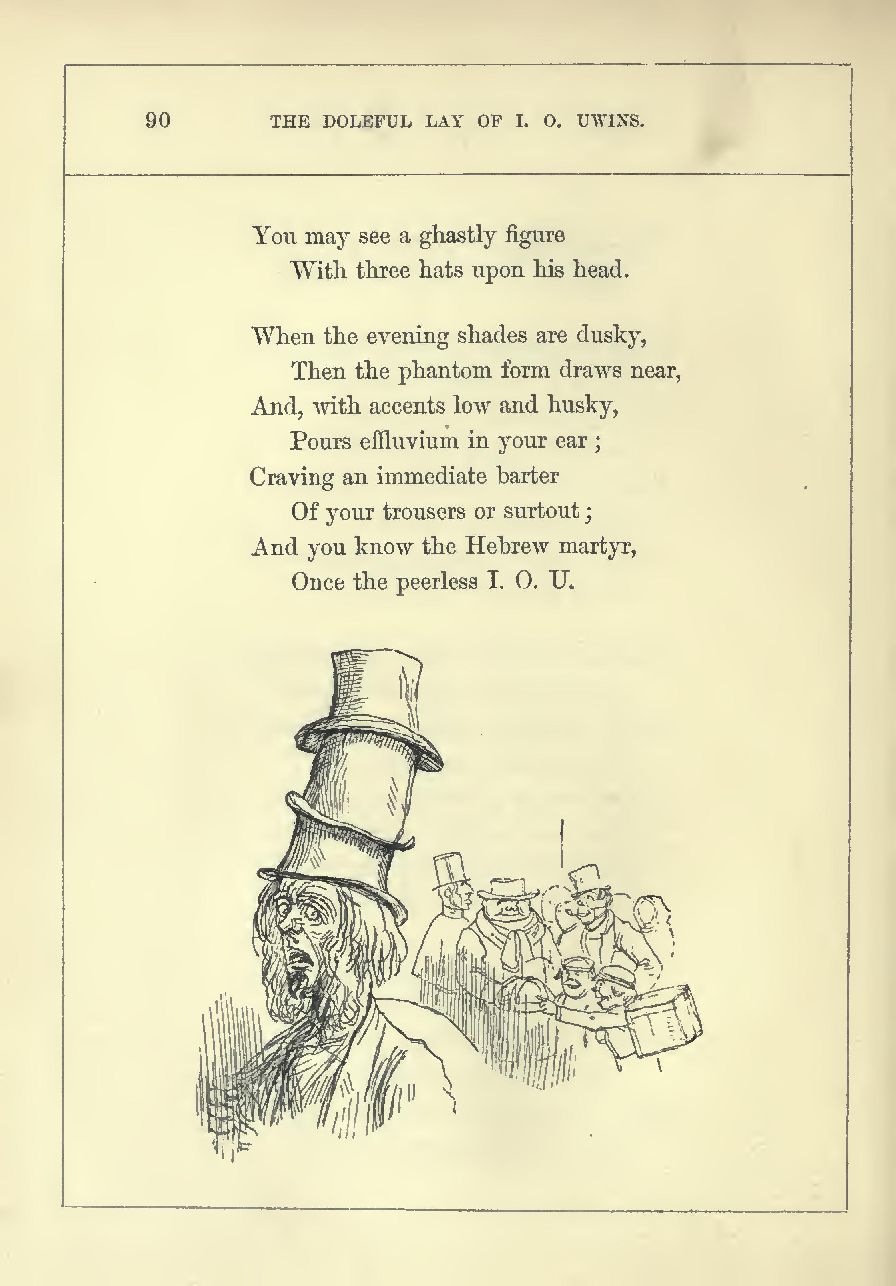 90 THE DOLEFUL LAY OF I. O. UWINS.
You may see a ghastly figure
With three hats upon his head.
When the evening shades are dusky,
Then the phantom form draws near,
And, with accents low and husky,
Pours effluvium in your ear ;
Craving an immediate barter
Of your trousers or surtout ;
And you know the Hebrew martyr,
Once the peerless I. O. U.